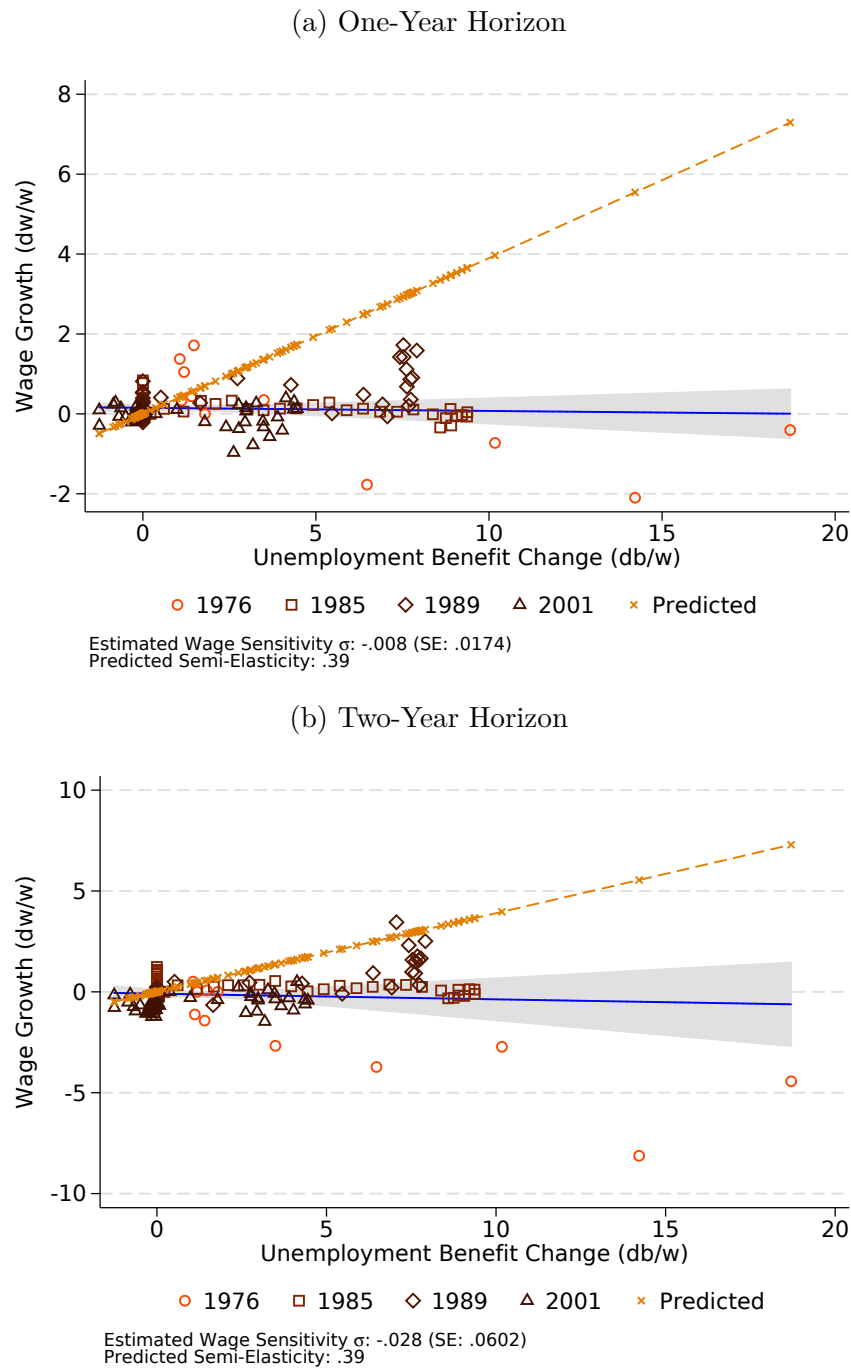 (a) One-Year Horizon
8
6
4
2
0
-2
Wage Growth (dw/w)
0 5 10 15 20
Unemployment Benefit Change (db/w)
1976 1985 1989 2001 Predicted
Estimated Wage Sensitivity σ: -.008 (SE: .0174)
Predicted Semi-Elasticity: .39
(b) Two-Year Horizon
10
5
0
-5
-10
Wage Growth (dw/w)
0 5 10 15 20
Unemployment Benefit Change (db/w)
1976 1985 1989 2001 Predicted
Estimated Wage Sensitivity σ: -.028 (SE: .0602)
Predicted Semi-Elasticity: .39